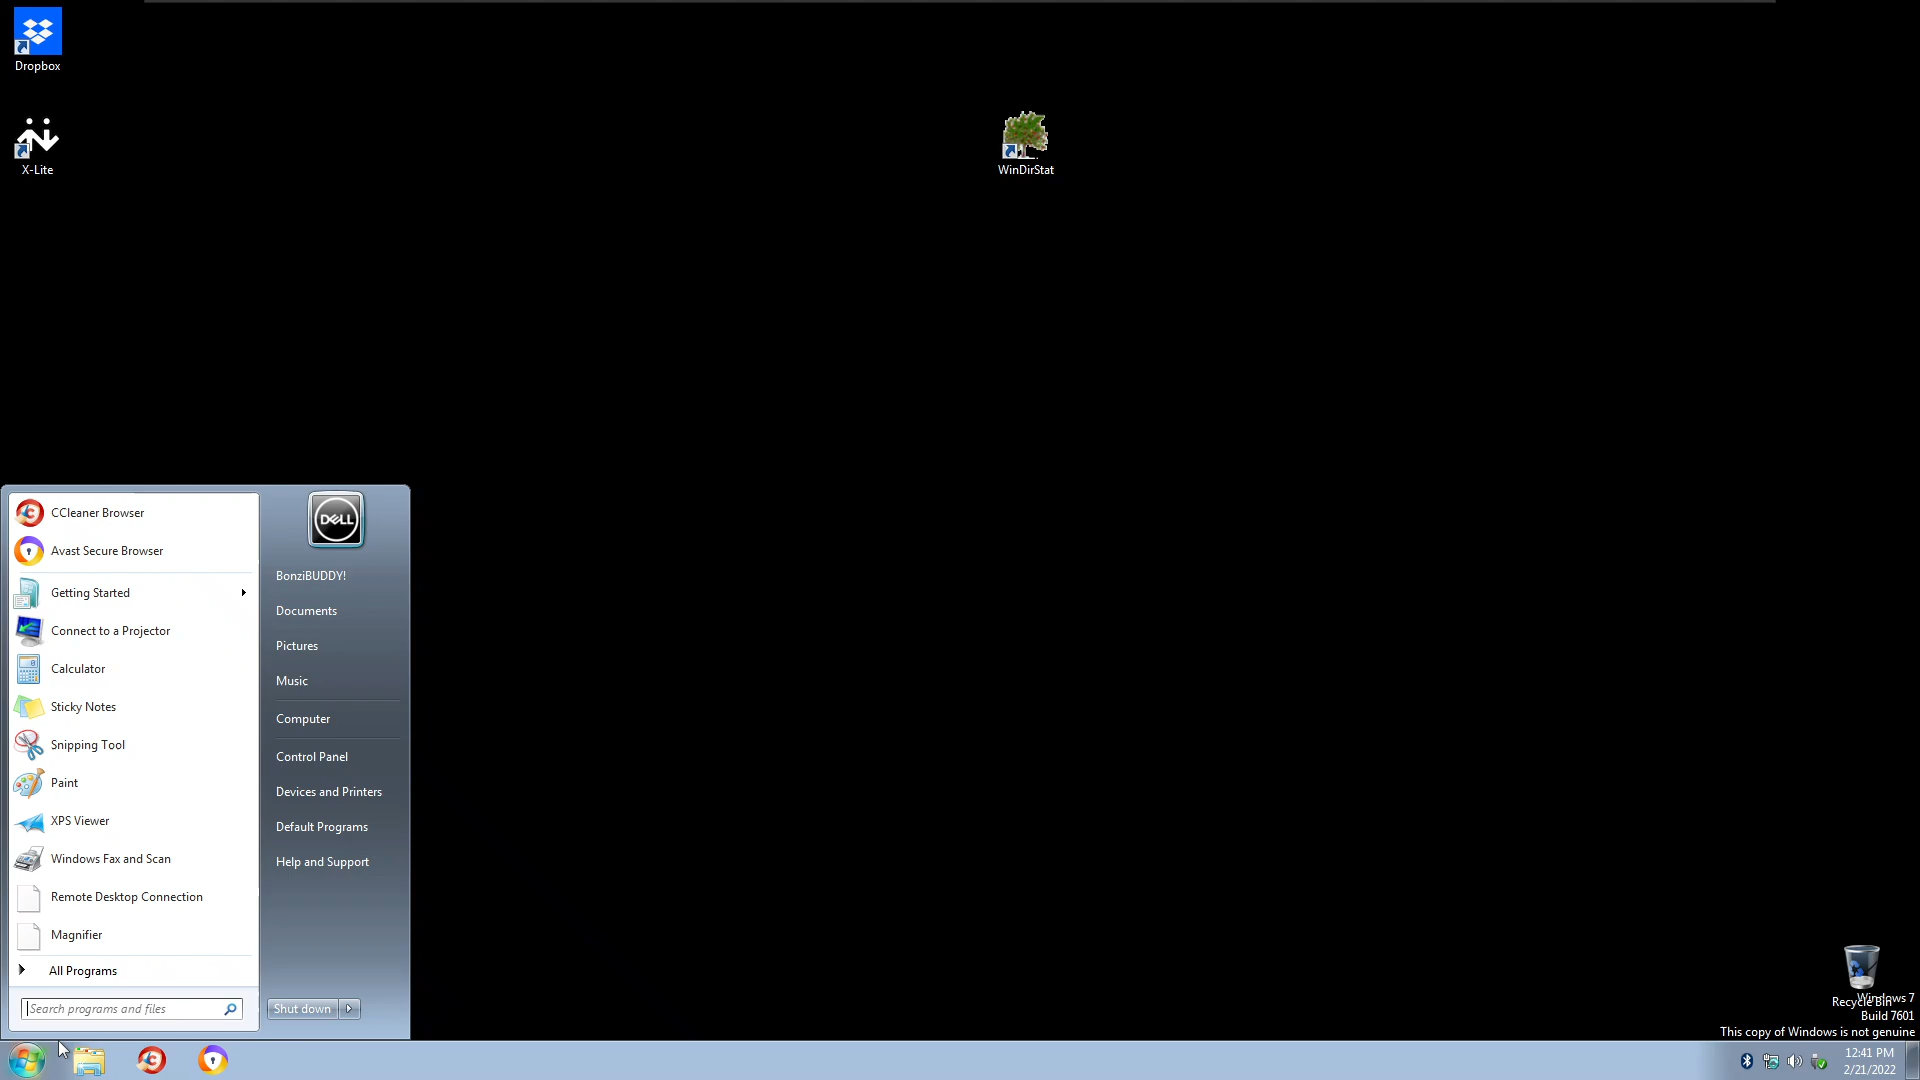 Dropbox
X-Lite
WinDirStat
CCleaner Browser
Avast Secure Browser
Getting Started
Connect to a Projector
Calculator
Sticky Notes
Snipping Tool
Paint
XPS Viewer
Windows Fax and Scan
Remote Desktop Connection
Magnifier
All Programs
Search programs and files
DELL
BonziBUDDY!
Documents
Pictures
Music
Computer
Control Panel
Devices and Printers
Default Programs
Help and Support
Shut down
Recycle Bin
Windows 7
Build 7601
This copy of Windows is not genuine
12:41 PM
2/21/2022